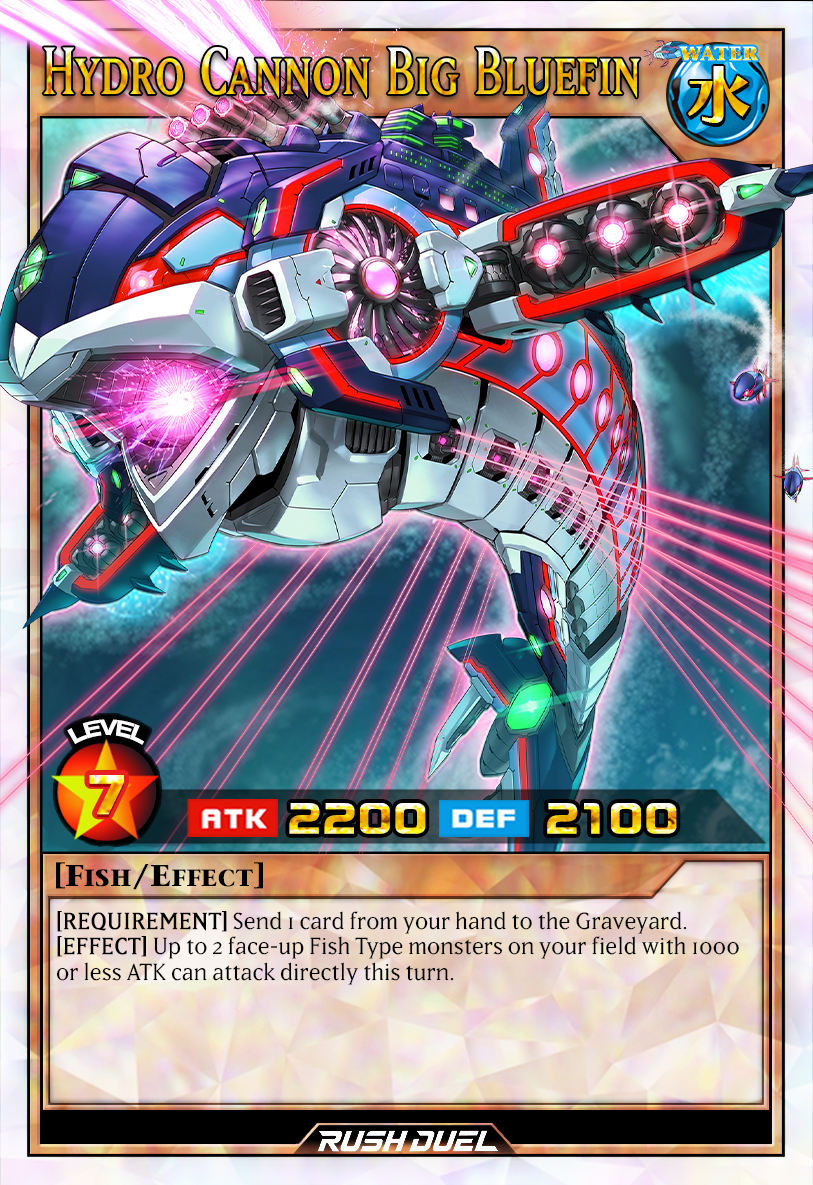 Hydro Cannon Big Bluefin
WATER
水
LEVEL
7
ATK 2200 DEF 2100
[Fish/Effect]
[REQUIREMENT] Send 1 card from your hand to the Graveyard.
[EFFECT] Up to 2 face-up Fish Type monsters on your field with 1000
or less ATK can attack directly this turn.
RUSH DUEL